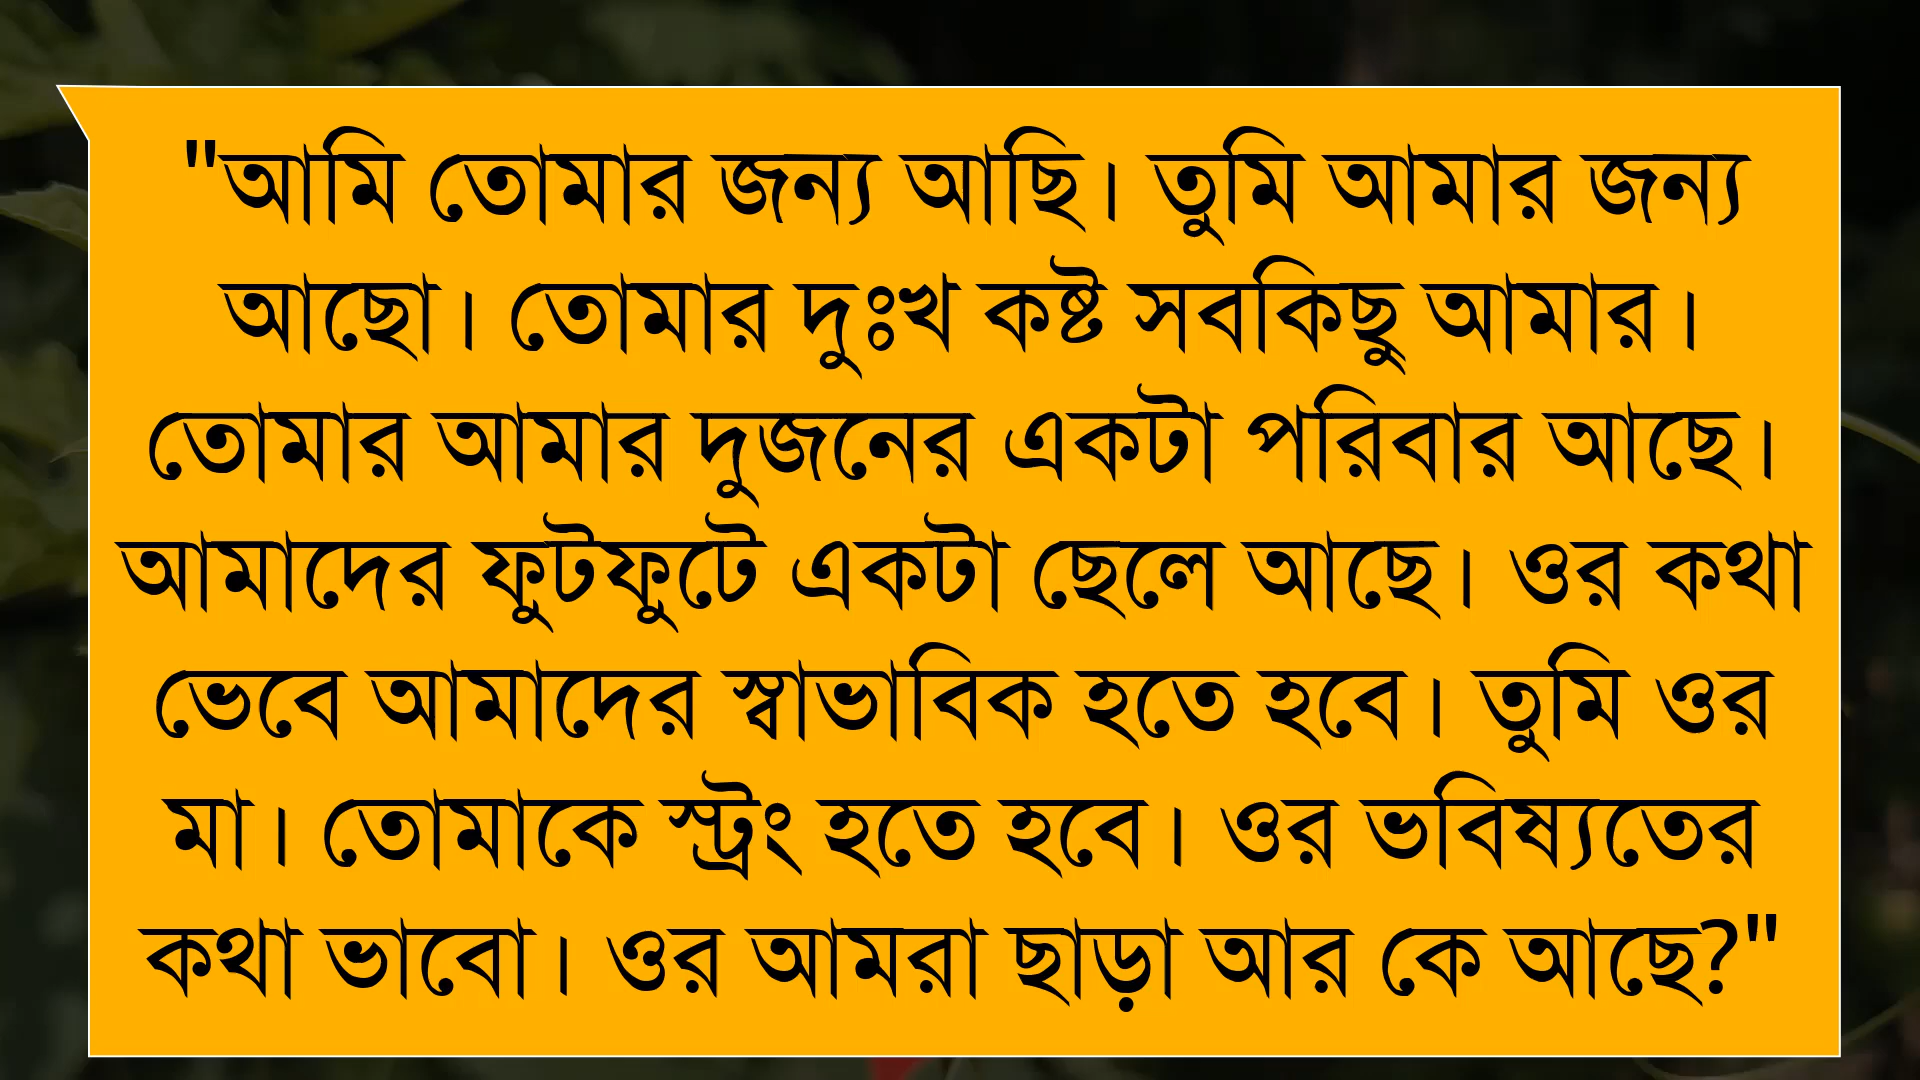 "আমি তোমার জন্য আছি। তুমি আমার জন্য
আছো। তোমার দুঃখ কষ্ট সবকিছু আমার।
তোমার আমার দুজনের একটা পরিবার আছে।
আমাদের ফুটফুটে একটা ছেলে আছে। ওর কথা
ভেবে আমাদের স্বাভাবিক হতে হবে। তুমি ওর
মা। তোমাকে স্ট্রং হতে হবে। ওর ভবিষ্যতের
কথা ভাবো। ওর আমরা ছাড়া আর কে আছে?"